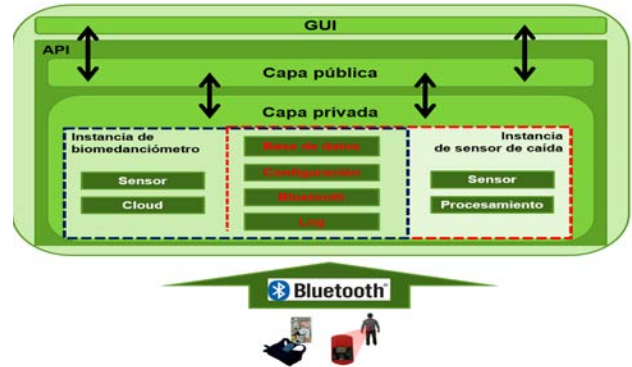 GUI
API
Capa pública
Capa privada
Instancia de
biomedanciómetro
Sensor
Cloud
Base de datos
Configuración
Bluetooth
Log
Instancia
de sensor de caída
Sensor
Procesamiento
Bluetooth®